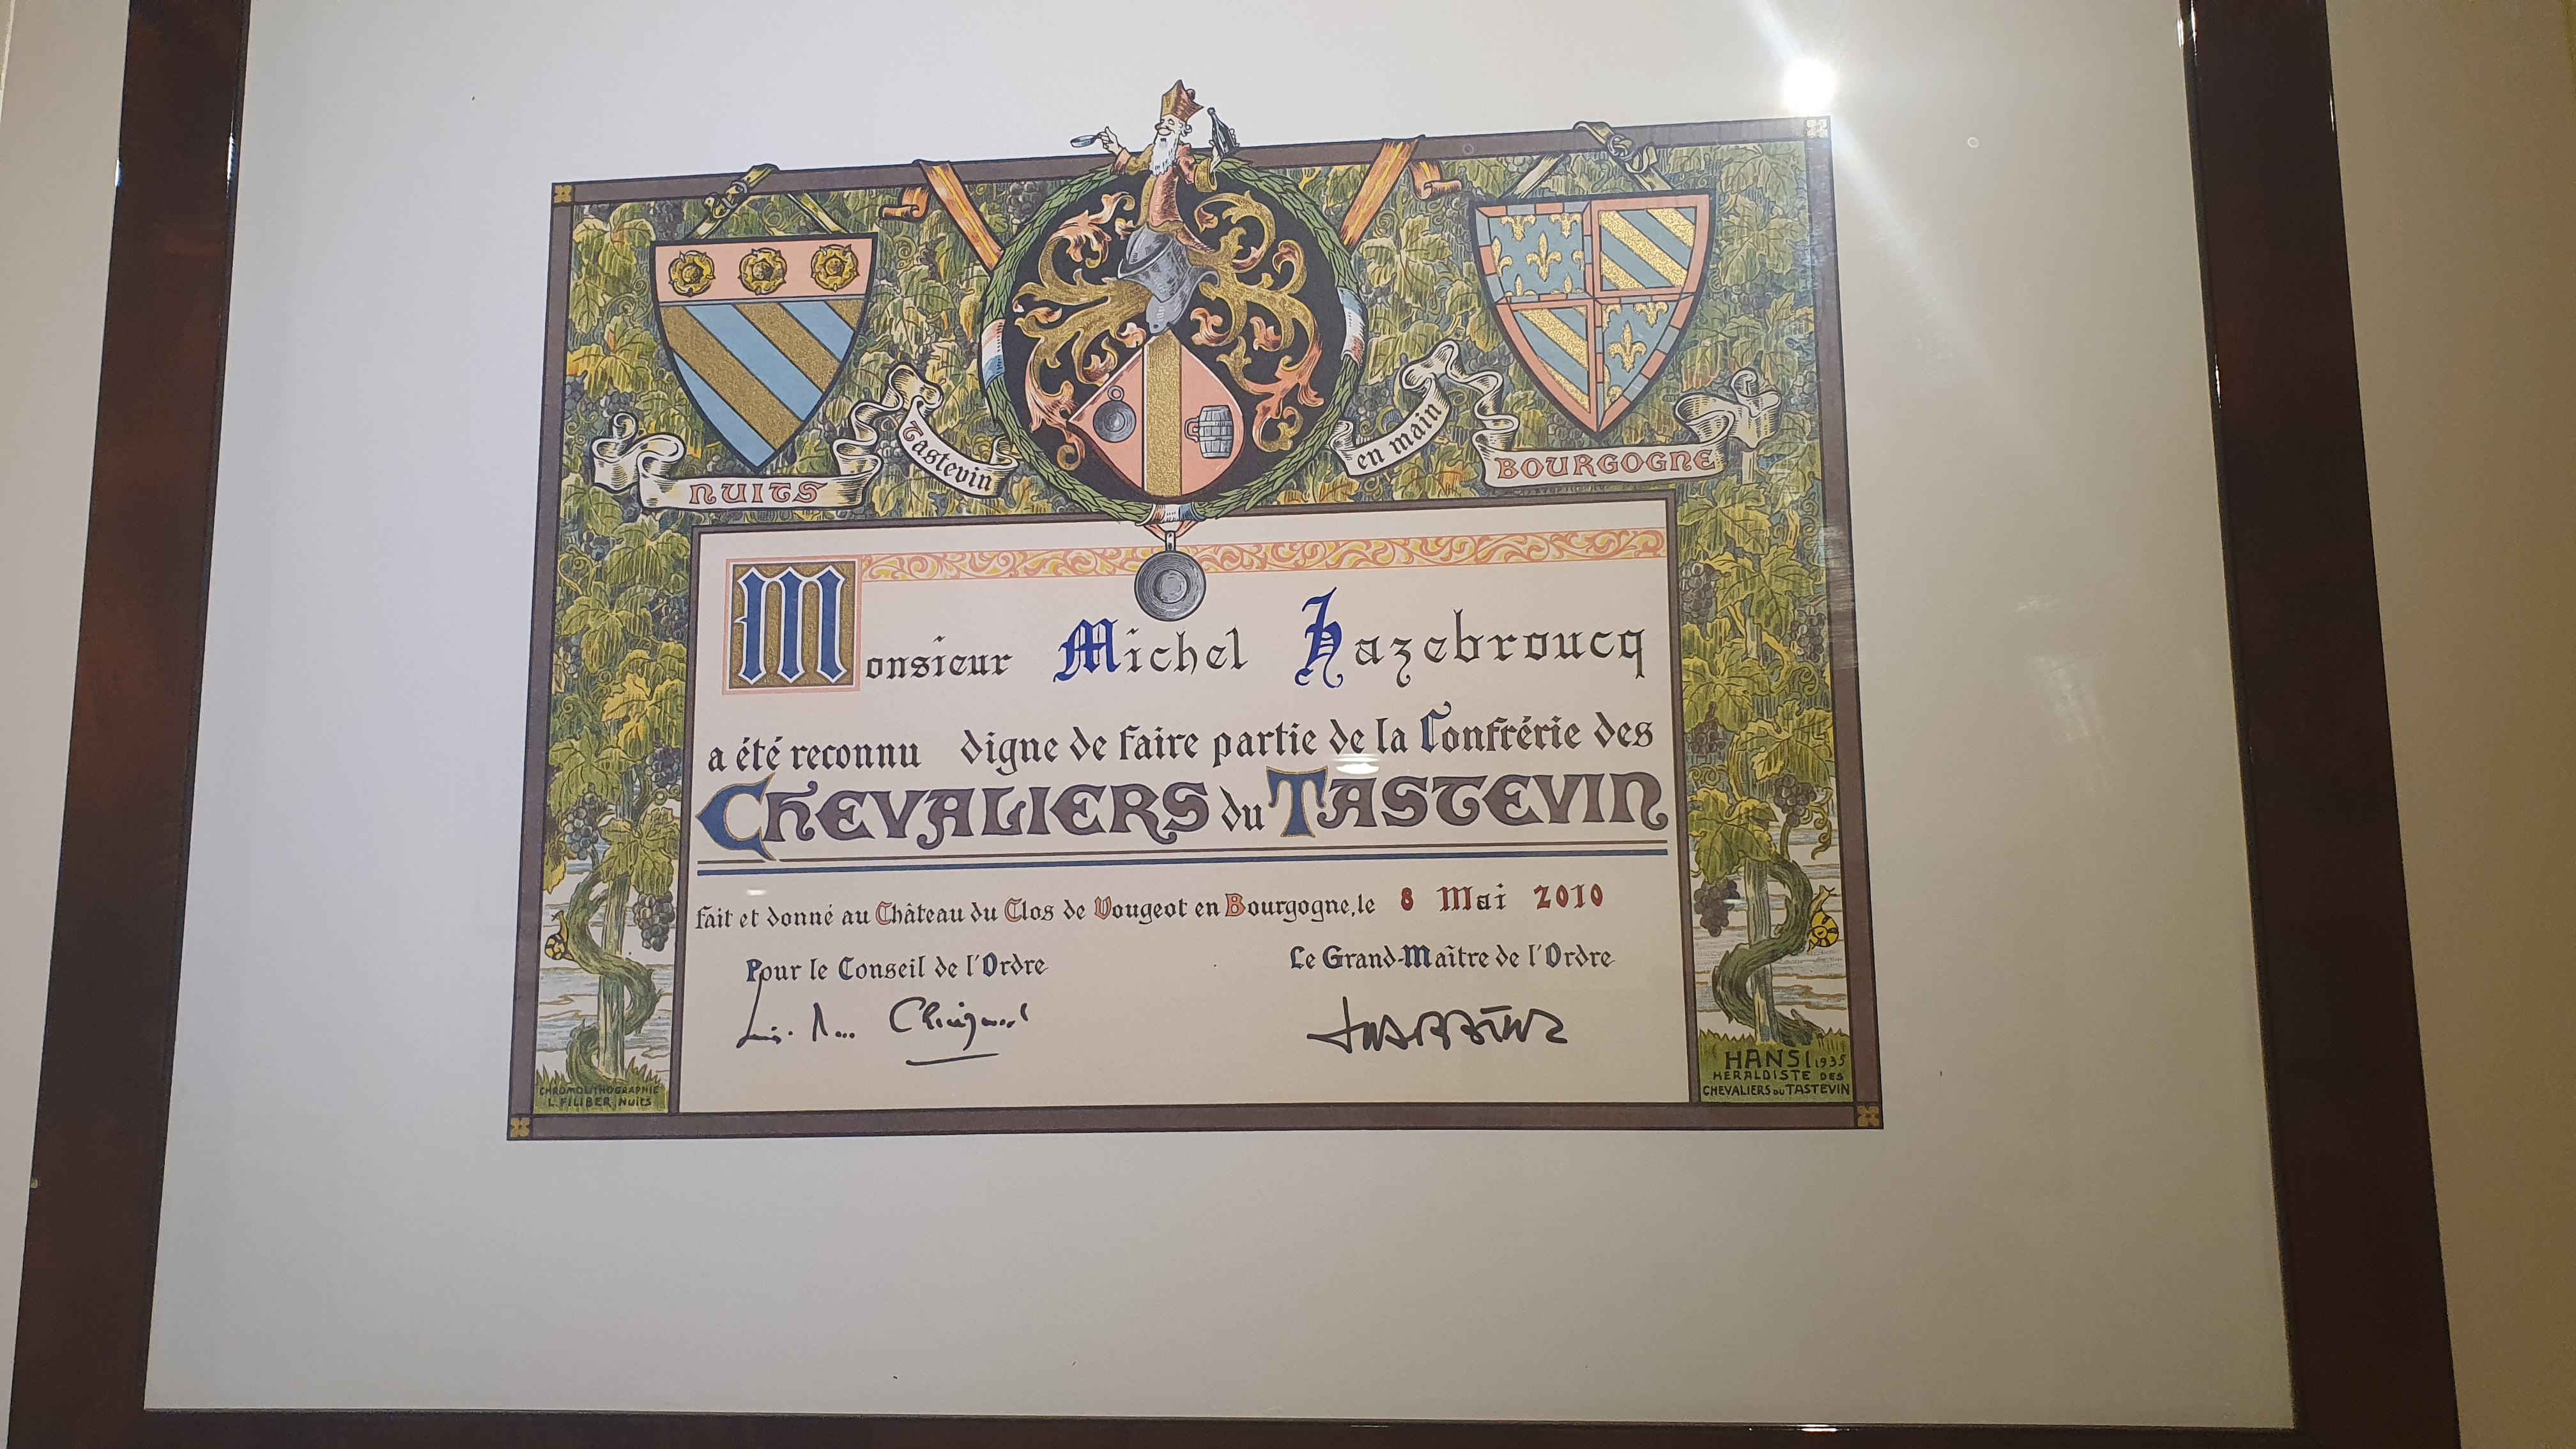 NUITS
Tastevin
en main
BOURGOGNE
Monsieur Michel Hazebroucq
a été reconnu digne de faire partie de la Confrérie des
CHEVALIERS du TASTEVIN
fait et donné au Château du Clos de Vougeot en Bourgogne, le 8 Mai 2010
Pour le Conseil de l'Ordre
Le Grand-Maître de l'Ordre
CHROMOLITHOGRAPHIE
L. FILIBER, Nuits
HANSI 1935
HERALDISTE DES
CHEVALIERS DU TASTEVIN